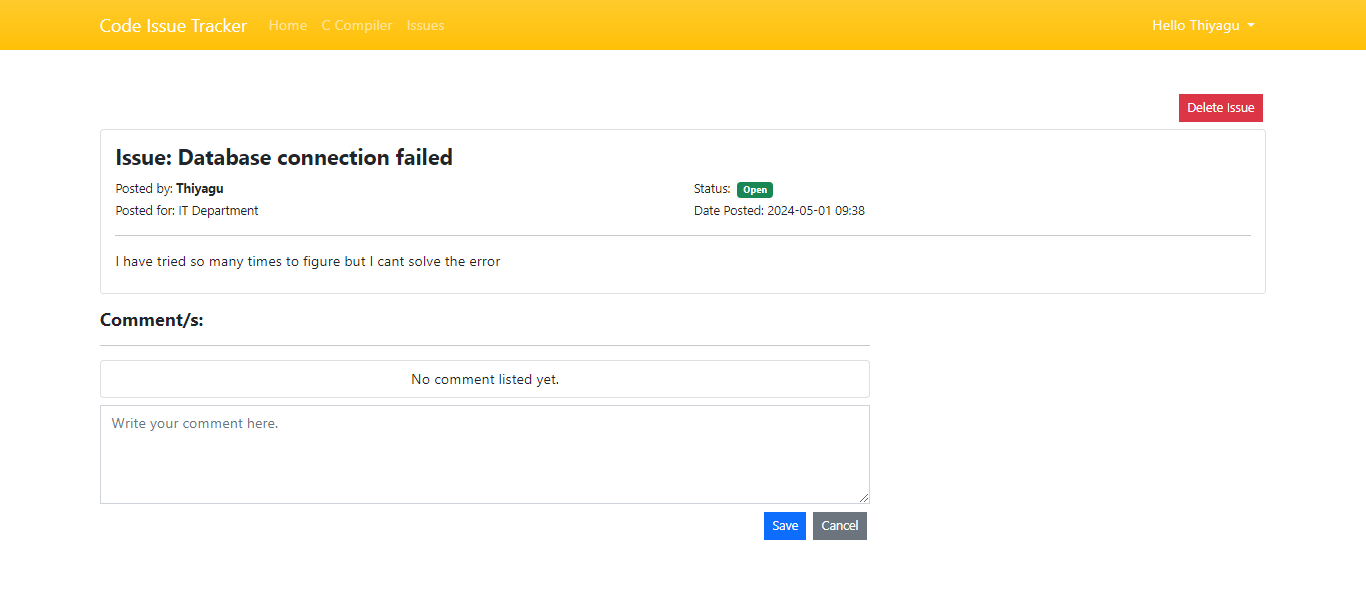 Code Issue Tracker Home C Compiler Issues Hello Thiyagu
Delete Issue
Issue: Database connection failed
Posted by: Thiyagu Status: Open
Posted for: IT Department Date Posted: 2024-05-01 09:38
I have tried so many times to figure but I cant solve the error
Comment/s:
No comment listed yet.
Write your comment here.
Save Cancel